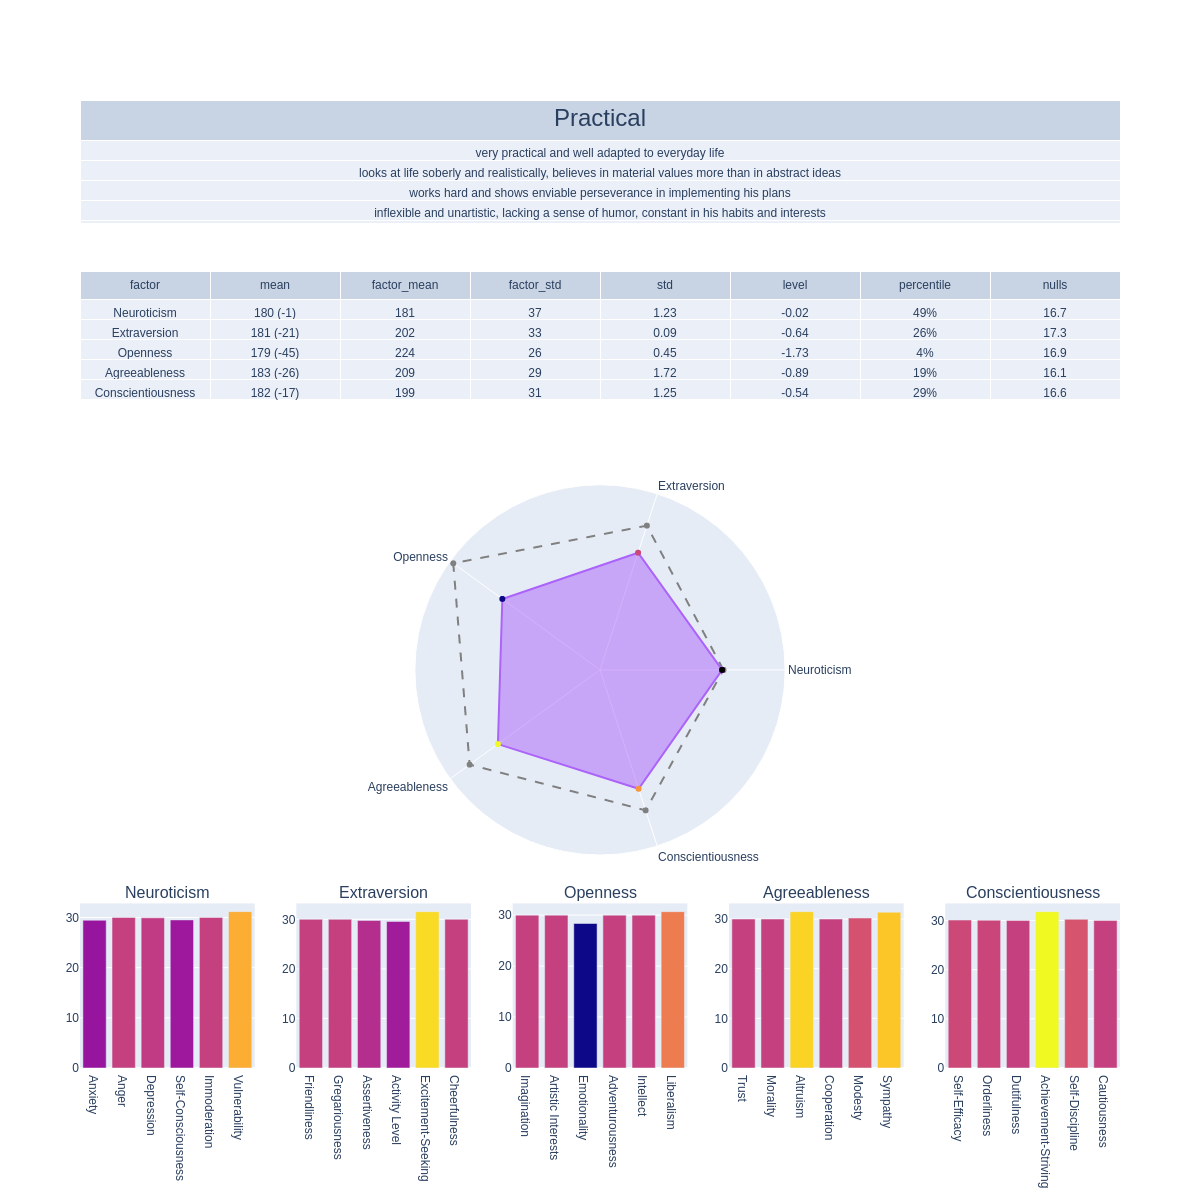 Practical
very practical and well adapted to everyday life
looks at life soberly and realistically, believes in material values more than in abstract ideas
works hard and shows enviable perseverance in implementing his plans
inflexible and unartistic, lacking a sense of humor, constant in his habits and interests
factor mean factor_mean factor_std std level percentile nulls
Neuroticism 180 (-1) 181 37 1.23 -0.02 49% 16.7
Extraversion 181 (-21) 202 33 0.09 -0.64 26% 17.3
Openness 179 (-45) 224 26 0.45 -1.73 4% 16.9
Agreeableness 183 (-26) 209 29 1.72 -0.89 19% 16.1
Conscientiousness 182 (-17) 199 31 1.25 -0.54 29% 16.6
Extraversion
Openness
Neuroticism
Agreeableness
Conscientiousness
Neuroticism
30
20
10
0
Anxiety
Anger
Depression
Self-Consciousness
Immoderation
Vulnerability
Extraversion
30
20
10
0
Friendliness
Gregariousness
Assertiveness
Activity Level
Excitement-Seeking
Cheerfulness
Openness
30
20
10
0
Imagination
Artistic Interests
Emotionality
Adventurousness
Intellect
Liberalism
Agreeableness
30
20
10
0
Trust
Morality
Altruism
Cooperation
Modesty
Sympathy
Conscientiousness
30
20
10
0
Self-Efficacy
Orderliness
Dutifulness
Achievement-Striving
Self-Discipline
Cautiousness